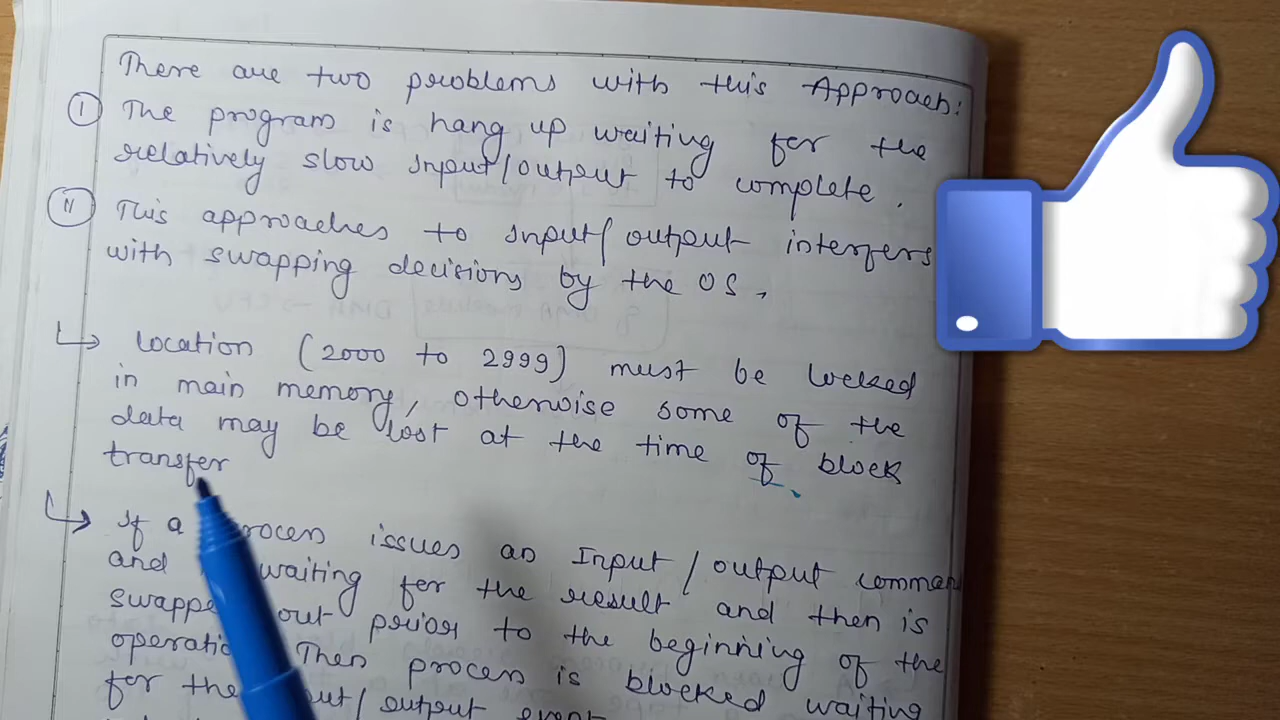 There are two problems with this Approach:
I The program is hang up waiting for the
relatively slow input/output to complete.
II This approaches to input/output interfers
with swapping decisions by the OS.
↳ location (2000 to 2999) must be locked
in main memory, otherwise some of the
data may be lost at the time of block
transfer
↳ If a process issues an Input/output
and waiting for the result and then is
out prior to the beginning of the
Then process is blocked waiting
for the output event